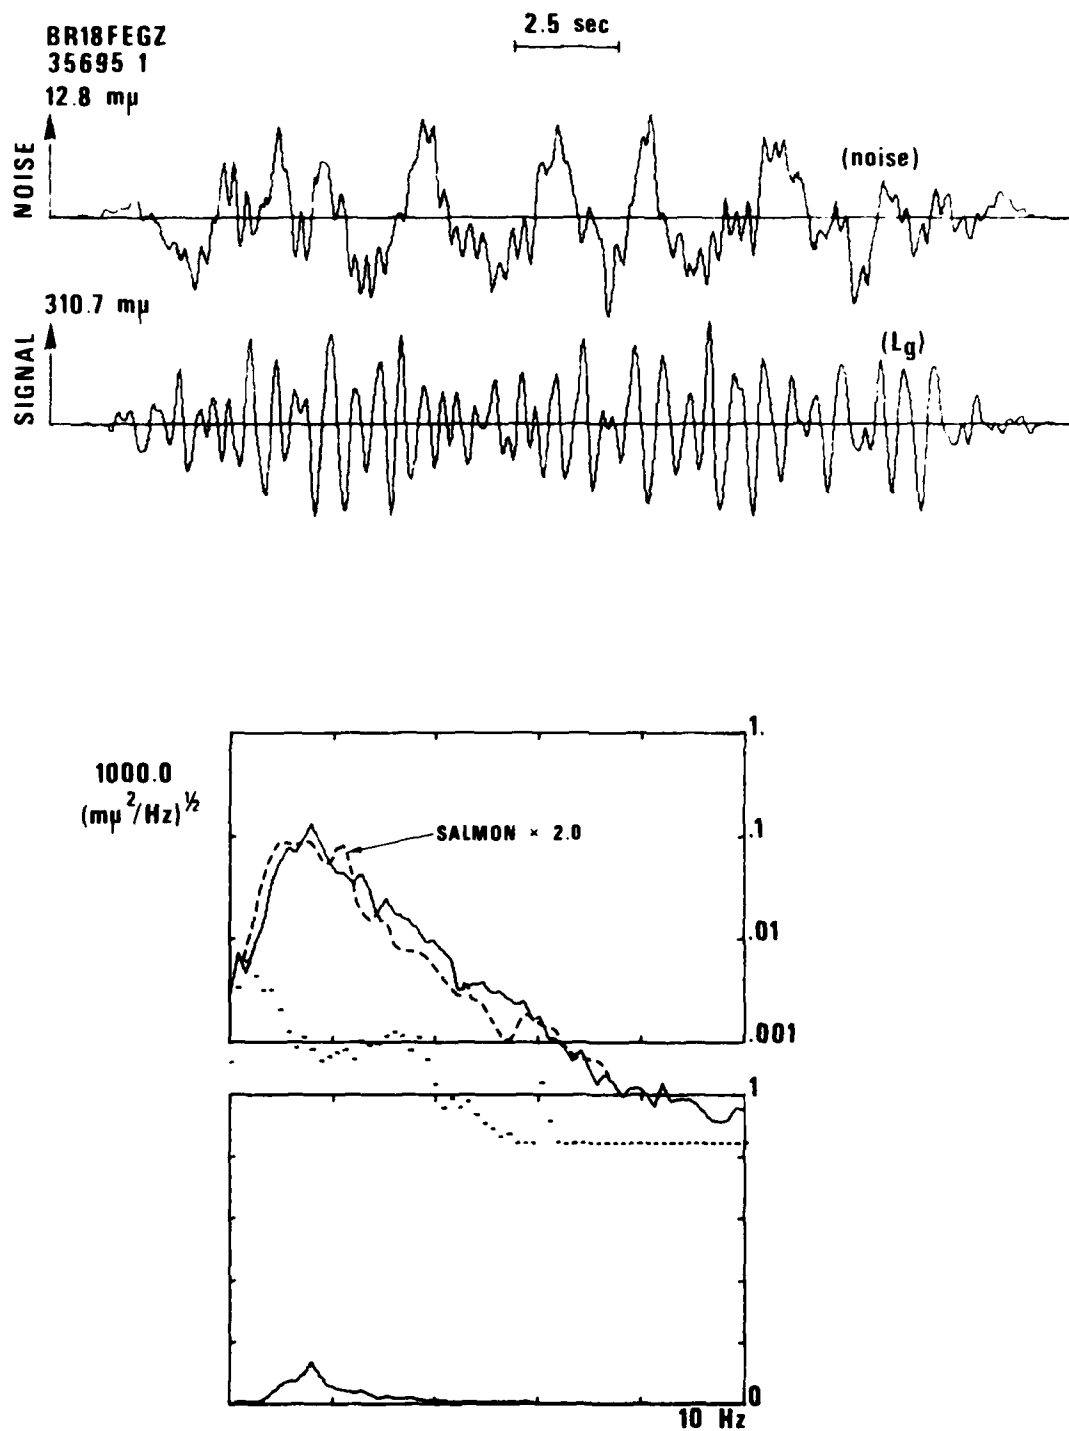 2.5 sec
BR18FEGZ
35695 1
12.8 mμ
NOISE
(noise)
310.7 mμ
SIGNAL
(Lg)
1.
1000.0
(mμ²/Hz)^½
.1
SALMON × 2.0
.01
.001
1
0
10 Hz